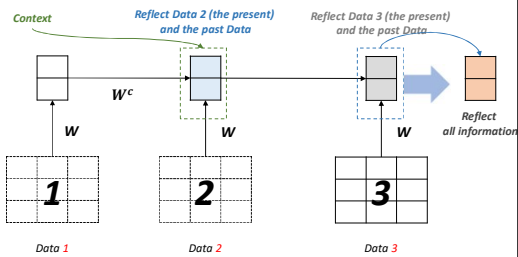 Context
Reflect Data 2 (the present)
and the past Data
Reflect Data 3 (the present)
and the past Data
W^c
Reflect
all information
W
W
W
1
2
3
Data 1
Data 2
Data 3